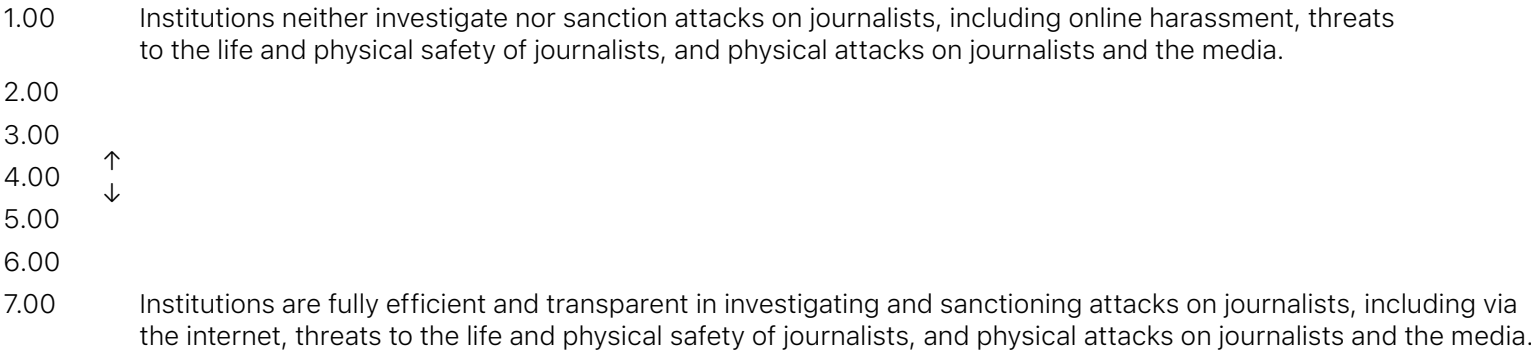 1.00 Institutions neither investigate nor sanction attacks on journalists, including online harassment, threats
to the life and physical safety of journalists, and physical attacks on journalists and the media.
2.00
3.00
↑
4.00
↓
5.00
6.00
7.00 Institutions are fully efficient and transparent in investigating and sanctioning attacks on journalists, including via
the internet, threats to the life and physical safety of journalists, and physical attacks on journalists and the media.